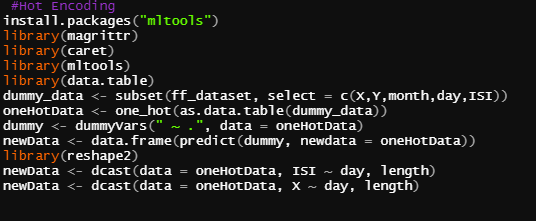 #Hot Encoding
install.packages("mltools")
library(magrittr)
library(caret)
library(mltools)
library(data.table)
dummy_data <- subset(ff_dataset, select = c(X,Y,month,day,ISI))
oneHotData <- one_hot(as.data.table(dummy_data))
dummy <- dummyVars(" ~ .", data = oneHotData)
newData <- data.frame(predict(dummy, newdata = oneHotData))
library(reshape2)
newData <- dcast(data = oneHotData, ISI ~ day, length)
newData <- dcast(data = oneHotData, X ~ day, length)